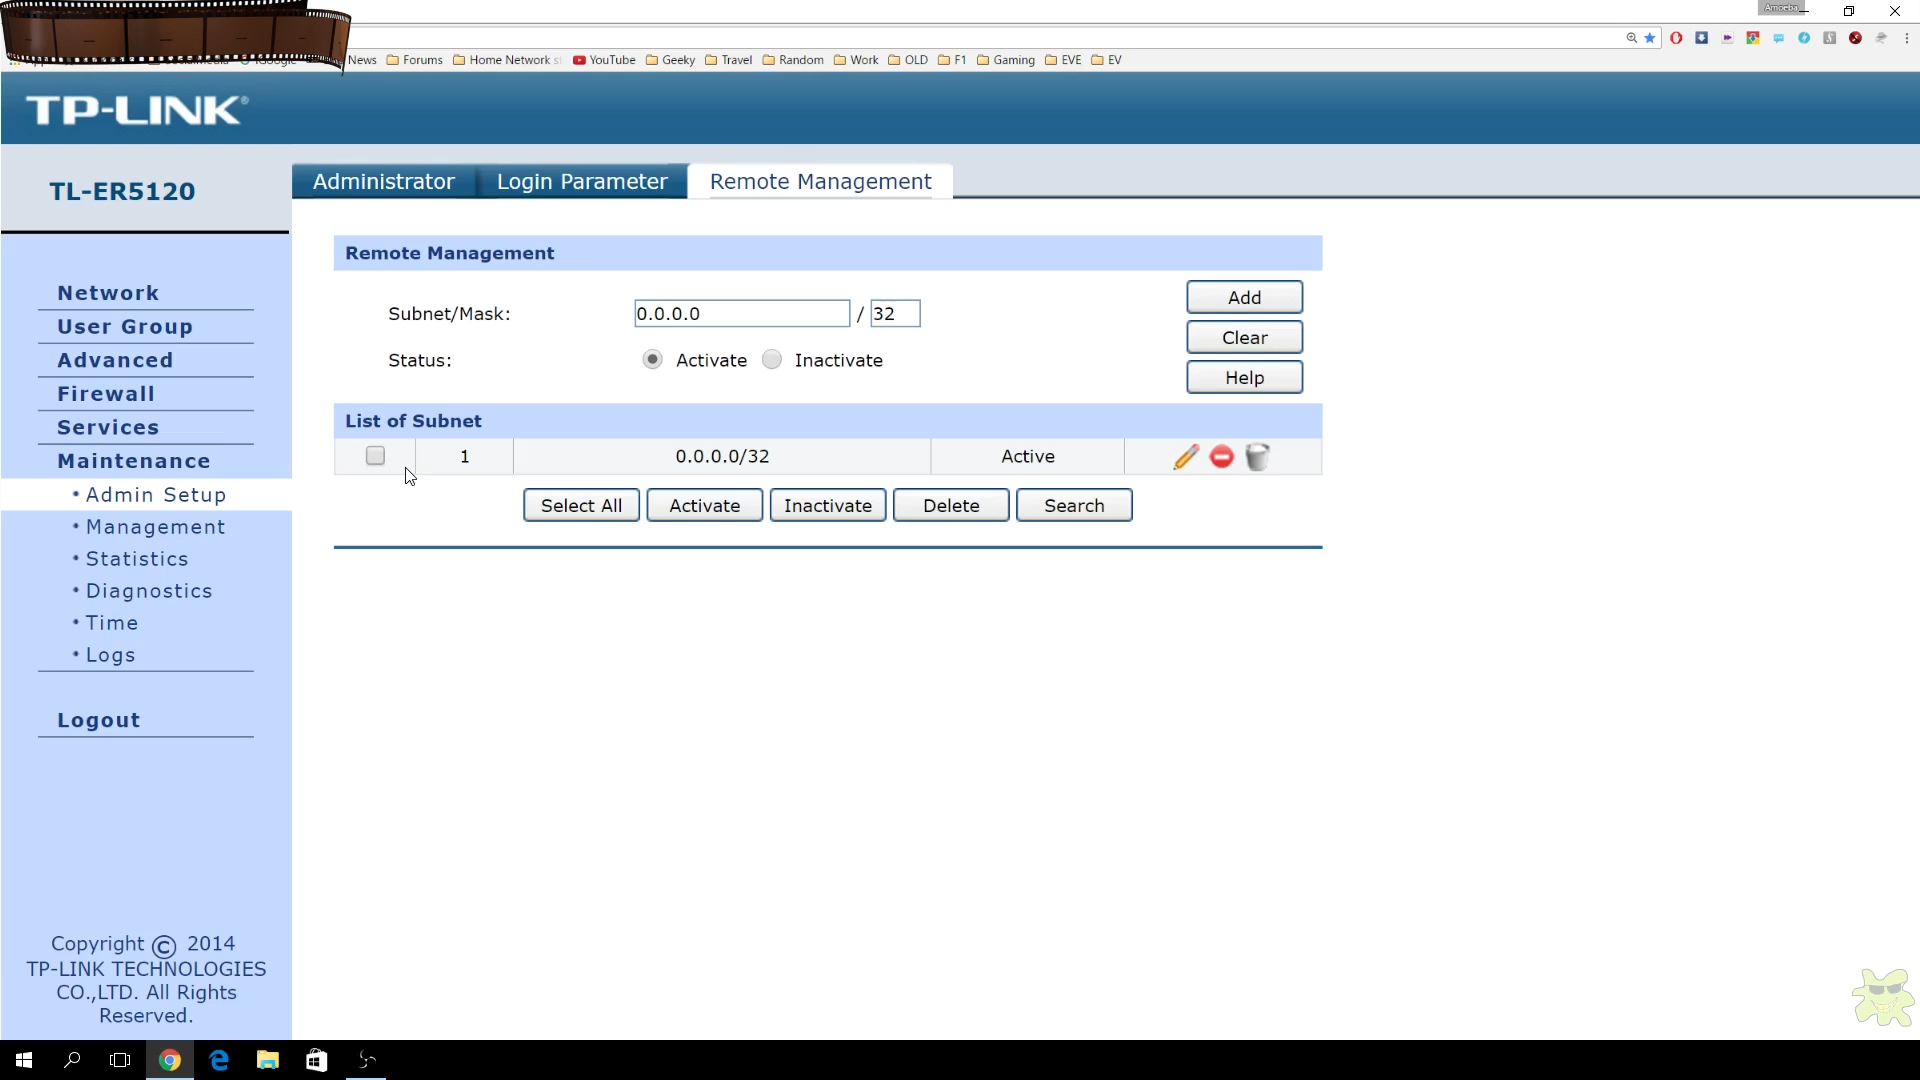 Amoeba
News Forums Home Network s YouTube Geeky Travel Random Work OLD F1 Gaming EVE EV
TP-LINK®
TL-ER5120
Administrator Login Parameter Remote Management
Network
User Group
Advanced
Firewall
Services
Maintenance
• Admin Setup
• Management
• Statistics
• Diagnostics
• Time
• Logs
Logout
Copyright © 2014
TP-LINK TECHNOLOGIES
CO.,LTD. All Rights
Reserved.
Remote Management
Subnet/Mask: 0.0.0.0 / 32
Status: Activate Inactivate
Add
Clear
Help
List of Subnet
1 0.0.0.0/32 Active
Select All Activate Inactivate Delete Search